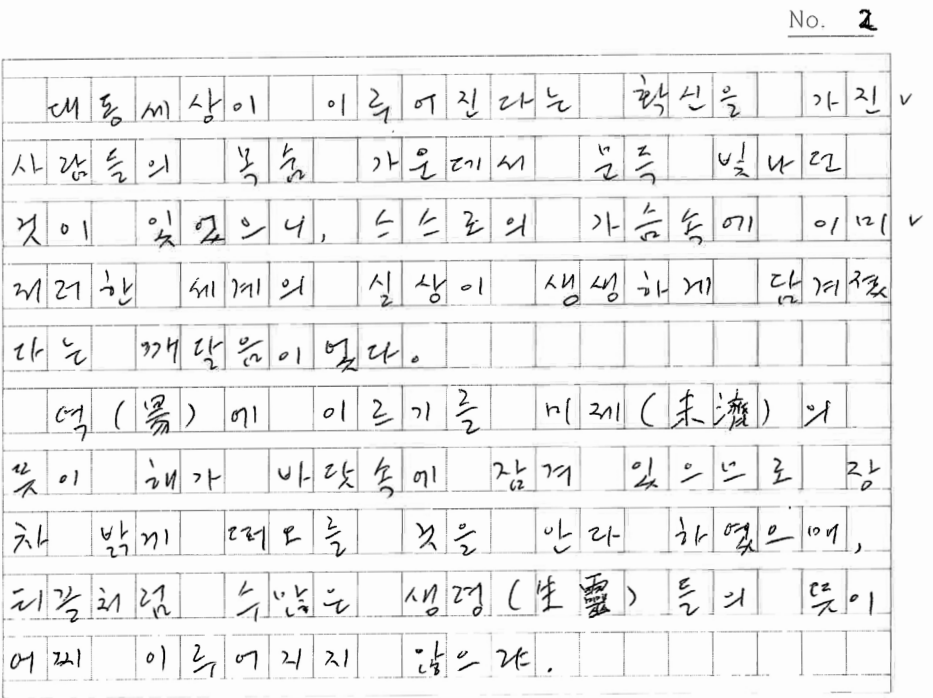 No. 2
대동세상이 이루어진다는 확신을 가진 ∨
사람들의 목숨 가운데서 문득 빛나던
것이 있었으니, 스스로의 가슴속에 이미 ∨
저러한 세계의 실상이 생생하게 담겨졌
다는 깨달음이었다.
역(易)에 이르기를 미제(未濟)의
뜻이 해가 바닷속에 잠겨 있으므로 장
차 밝게 떠오를 것을 안다 하였으매,
티끌처럼 수많은 생령(生靈)들의 뜻이
어찌 이루어지지 않으랴.